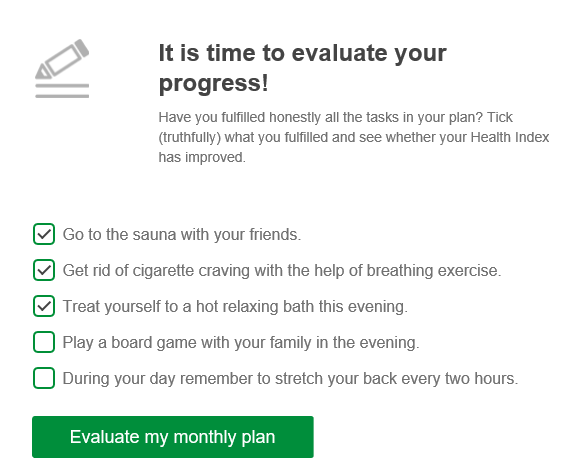 It is time to evaluate your
progress!
Have you fulfilled honestly all the tasks in your plan? Tick
(truthfully) what you fulfilled and see whether your Health Index
has improved.
Go to the sauna with your friends.
Get rid of cigarette craving with the help of breathing exercise.
Treat yourself to a hot relaxing bath this evening.
Play a board game with your family in the evening.
During your day remember to stretch your back every two hours.
Evaluate my monthly plan